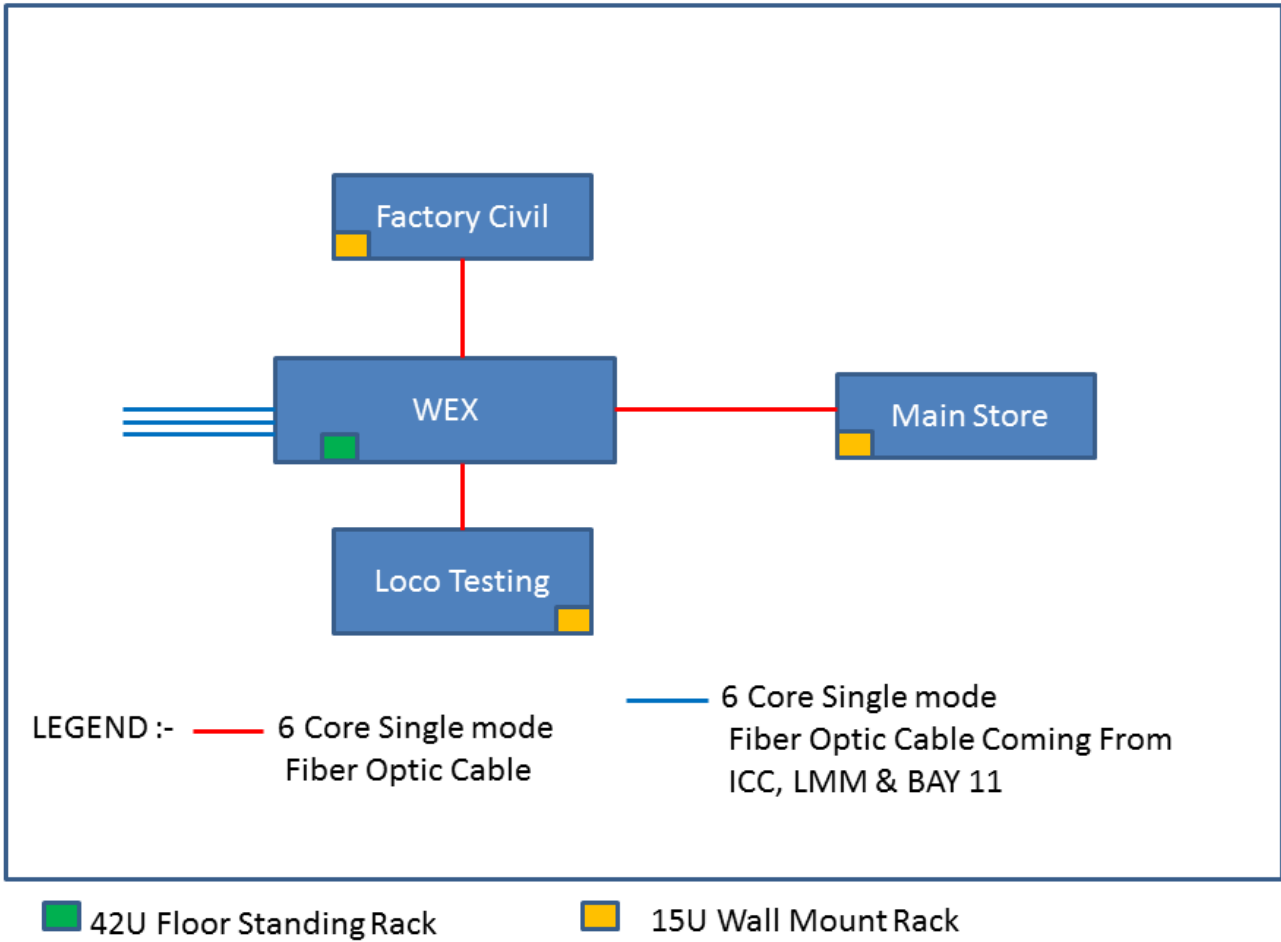 Factory Civil
WEX
Main Store
Loco Testing
LEGEND :-
6 Core Single mode
Fiber Optic Cable
6 Core Single mode
Fiber Optic Cable Coming From
ICC, LMM & BAY 11
42U Floor Standing Rack
15U Wall Mount Rack